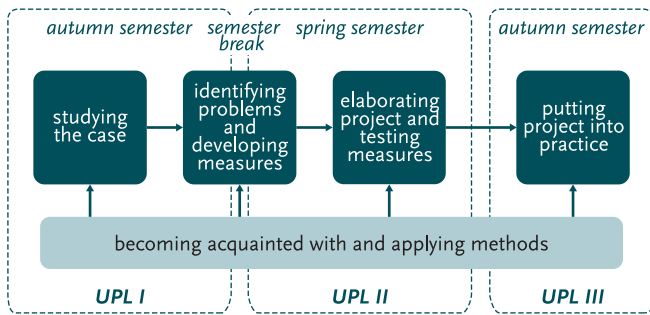 autumn semester
semester
break
spring semester
autumn semester
studying
the case
identifying
problems
and
developing
measures
elaborating
project and
testing
measures
putting
project into
practice
becoming acquainted with and applying methods
UPL I
UPL II
UPL III